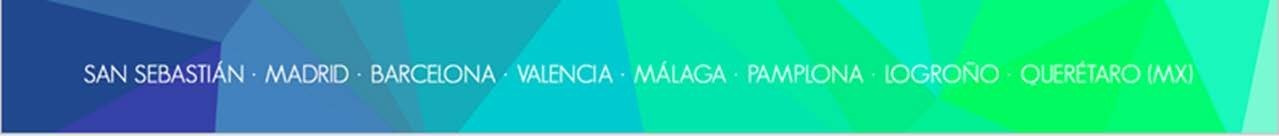 SAN SEBASTIÁN · MADRID · BARCELONA · VALENCIA · MÁLAGA · PAMPLONA · LOGROÑO · QUERÉTARO (MX)